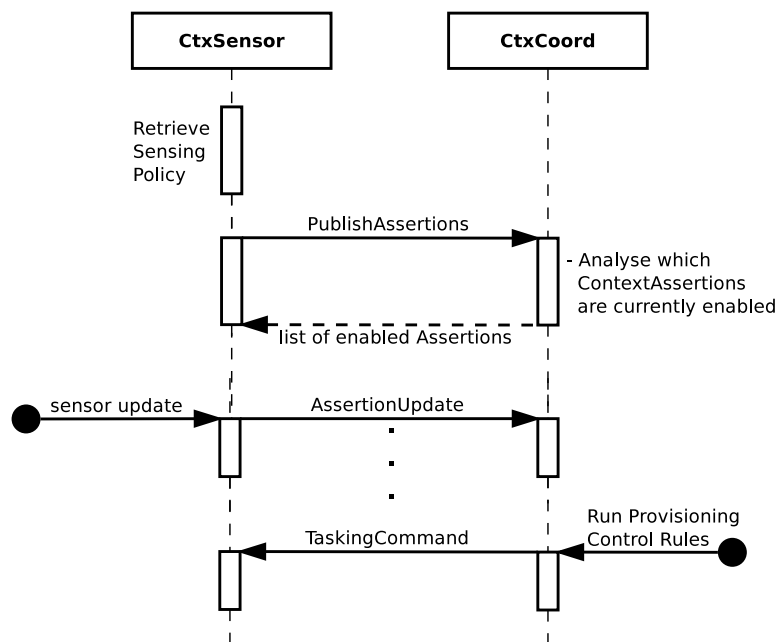 CtxSensor
CtxCoord
Retrieve
Sensing
Policy
PublishAssertions
- Analyse which
ContextAssertions
are currently enabled
list of enabled Assertions
sensor update
AssertionUpdate
Run Provisioning
Control Rules
TaskingCommand